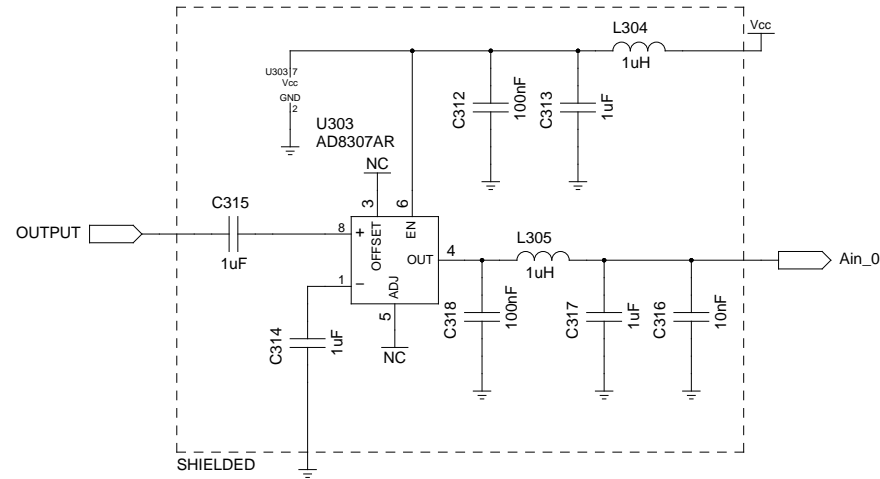 Vcc
L304
1uH
U303 7
Vcc
GND
2
C312
100nF
C313
1uF
U303
AD8307AR
NC
3
6
C315
OUTPUT
1uF
8
+
OFFSET
EN
L305
OUT
4
1uH
Ain_0
1
−
ADJ
5
NC
C314
1uF
C318
100nF
C317
1uF
C316
10nF
SHIELDED